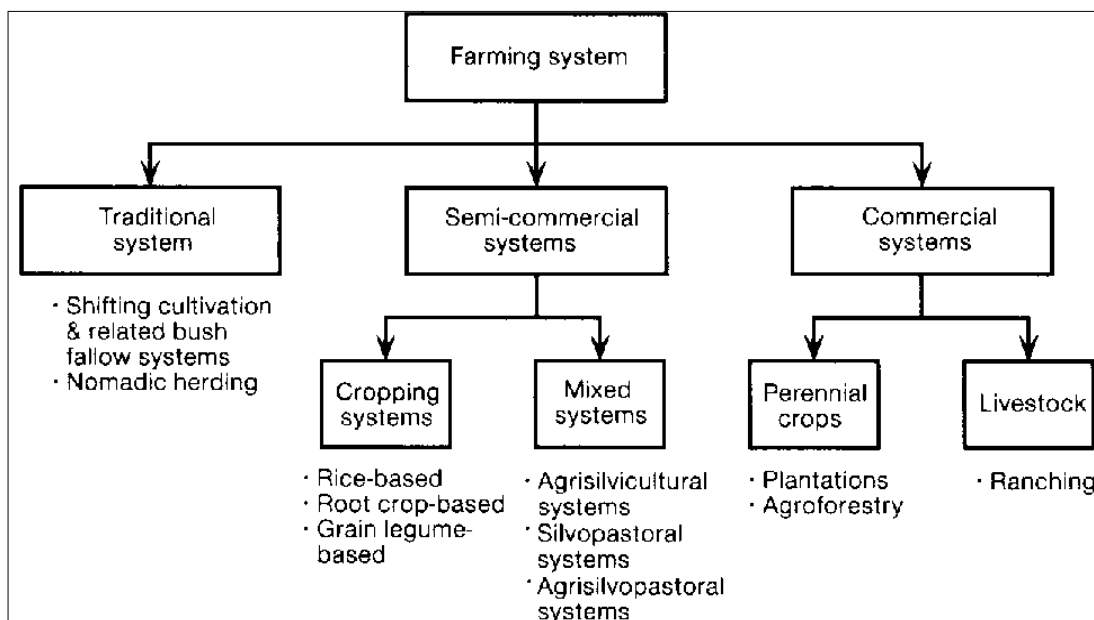 Farming system
Traditional
system
Semi-commercial
systems
Commercial
systems
· Shifting cultivation
& related bush
fallow systems
· Nomadic herding
Cropping
systems
Mixed
systems
Perennial
crops
Livestock
· Rice-based
· Root crop-based
· Grain legume-
based
· Agrisilvicultural
systems
· Silvopastoral
systems
· Agrisilvopastoral
systems
· Plantations
· Agroforestry
· Ranching